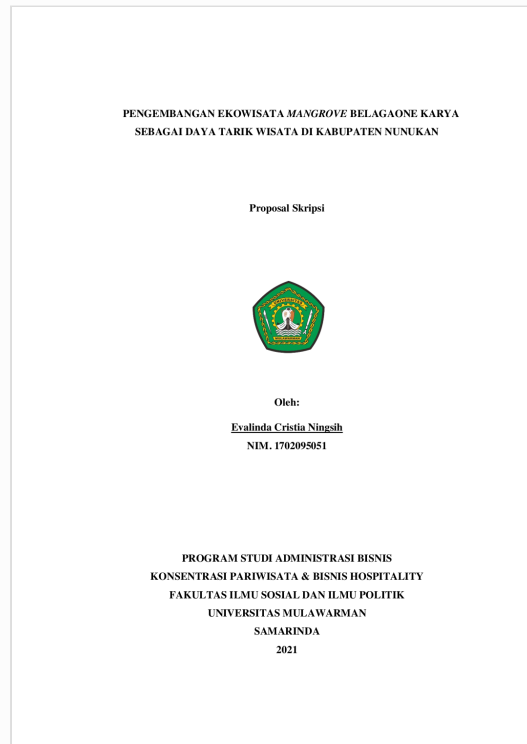 PENGEMBANGAN EKOWISATA MANGROVE BELAGAONE KARYA
SEBAGAI DAYA TARIK WISATA DI KABUPATEN NUNUKAN
Proposal Skripsi
UNIVERSITAS
Oleh:
Evalinda Cristia Ningsih
NIM. 1702095051
PROGRAM STUDI ADMINISTRASI BISNIS
KONSENTRASI PARIWISATA & BISNIS HOSPITALITY
FAKULTAS ILMU SOSIAL DAN ILMU POLITIK
UNIVERSITAS MULAWARMAN
SAMARINDA
2021